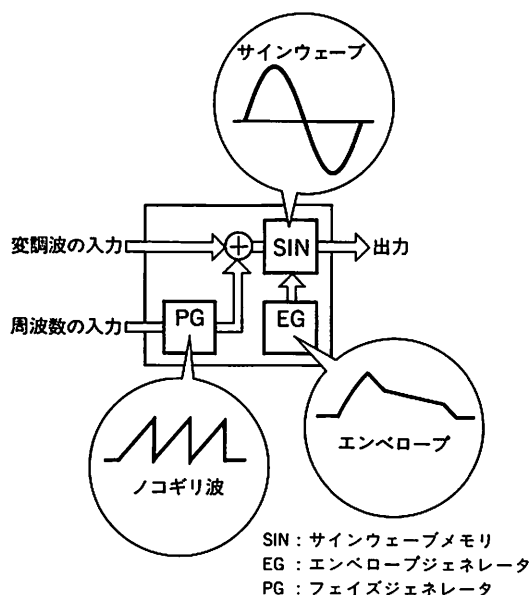 サインウェーブ
変調波の入力
SIN
出力
周波数の入力
PG
EG
ノコギリ波
エンベロープ
SIN：サインウェーブメモリ
EG：エンベロープジェネレータ
PG：フェイズジェネレータ